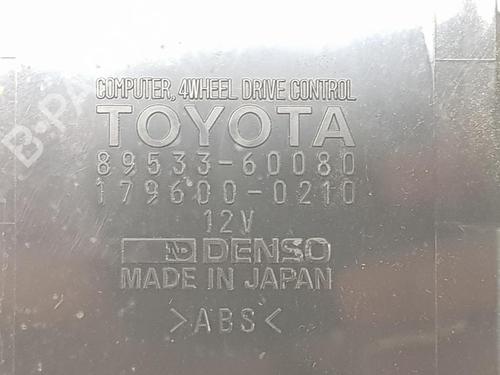 COMPUTER, 4WHEEL DRIVE CONTROL
TOYOTA
89533-60080
179600-0210
12V
DENSO
MADE IN JAPAN
>ABS<